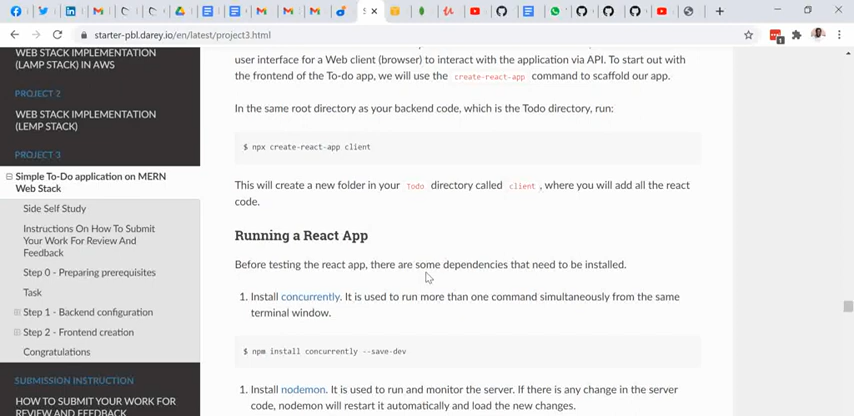 starter-pbl.darey.io/en/latest/project3.html
WEB STACK IMPLEMENTATION
(LAMP STACK) IN AWS
PROJECT 2
WEB STACK IMPLEMENTATION
(LEMP STACK)
PROJECT 3
Simple To-Do application on MERN
Web Stack
Side Self Study
Instructions On How To Submit
Your Work For Review And
Feedback
Step 0 - Preparing prerequisites
Task
Step 1 - Backend configuration
Step 2 - Frontend creation
Congratulations
SUBMISSION INSTRUCTION
HOW TO SUBMIT YOUR WORK FOR
REVIEW AND FEEDBACK
user interface for a Web client (browser) to interact with the application via API. To start out with
the frontend of the To-do app, we will use the create-react-app command to scaffold our app.
In the same root directory as your backend code, which is the Todo directory, run:
$ npx create-react-app client
This will create a new folder in your Todo directory called client, where you will add all the react
code.
Running a React App
Before testing the react app, there are some dependencies that need to be installed.
1. Install concurrently. It is used to run more than one command simultaneously from the same
terminal window.
$ npm install concurrently --save-dev
1. Install nodemon. It is used to run and monitor the server. If there is any change in the server
code, nodemon will restart it automatically and load the new changes.